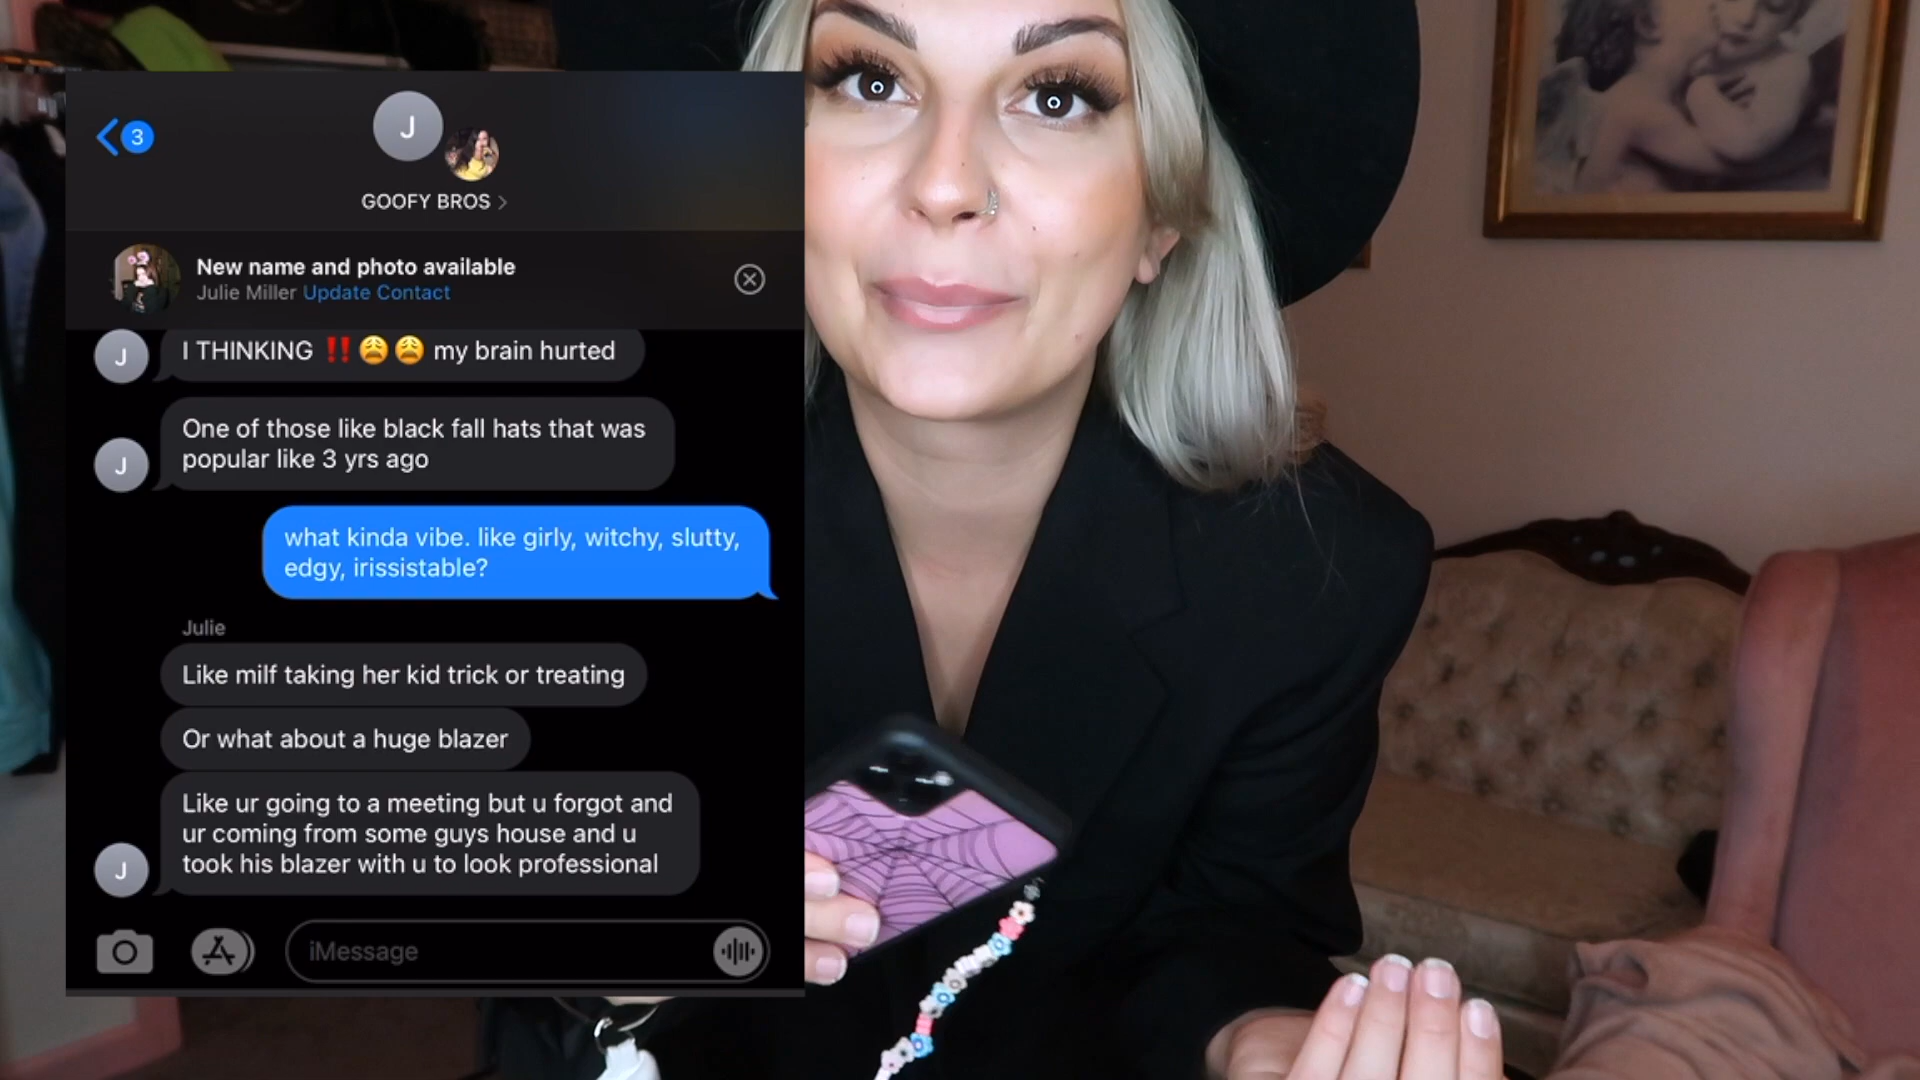 3
J
GOOFY BROS
New name and photo available
Julie Miller Update Contact
I THINKING ‼️😩😩 my brain hurted
J
One of those like black fall hats that was
popular like 3 yrs ago
J
what kinda vibe. like girly, witchy, slutty,
edgy, irissistable?
Julie
Like milf taking her kid trick or treating
Or what about a huge blazer
Like ur going to a meeting but u forgot and
ur coming from some guys house and u
took his blazer with u to look professional
J
iMessage